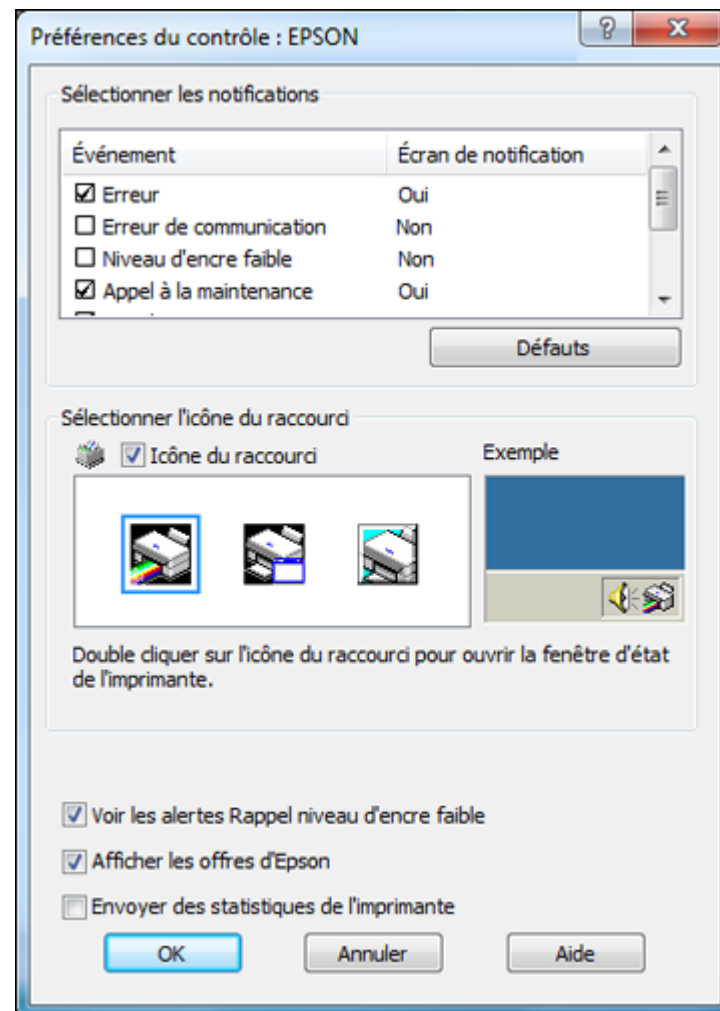 Préférences du contrôle : EPSON
Sélectionner les notifications
Événement Écran de notification
Erreur Oui
Erreur de communication Non
Niveau d'encre faible Non
Appel à la maintenance Oui
Défauts
Sélectionner l'icône du raccourci
Icône du raccourci Exemple
Double cliquer sur l'icône du raccourci pour ouvrir la fenêtre d'état
de l'imprimante.
Voir les alertes Rappel niveau d'encre faible
Afficher les offres d'Epson
Envoyer des statistiques de l'imprimante
OK Annuler Aide